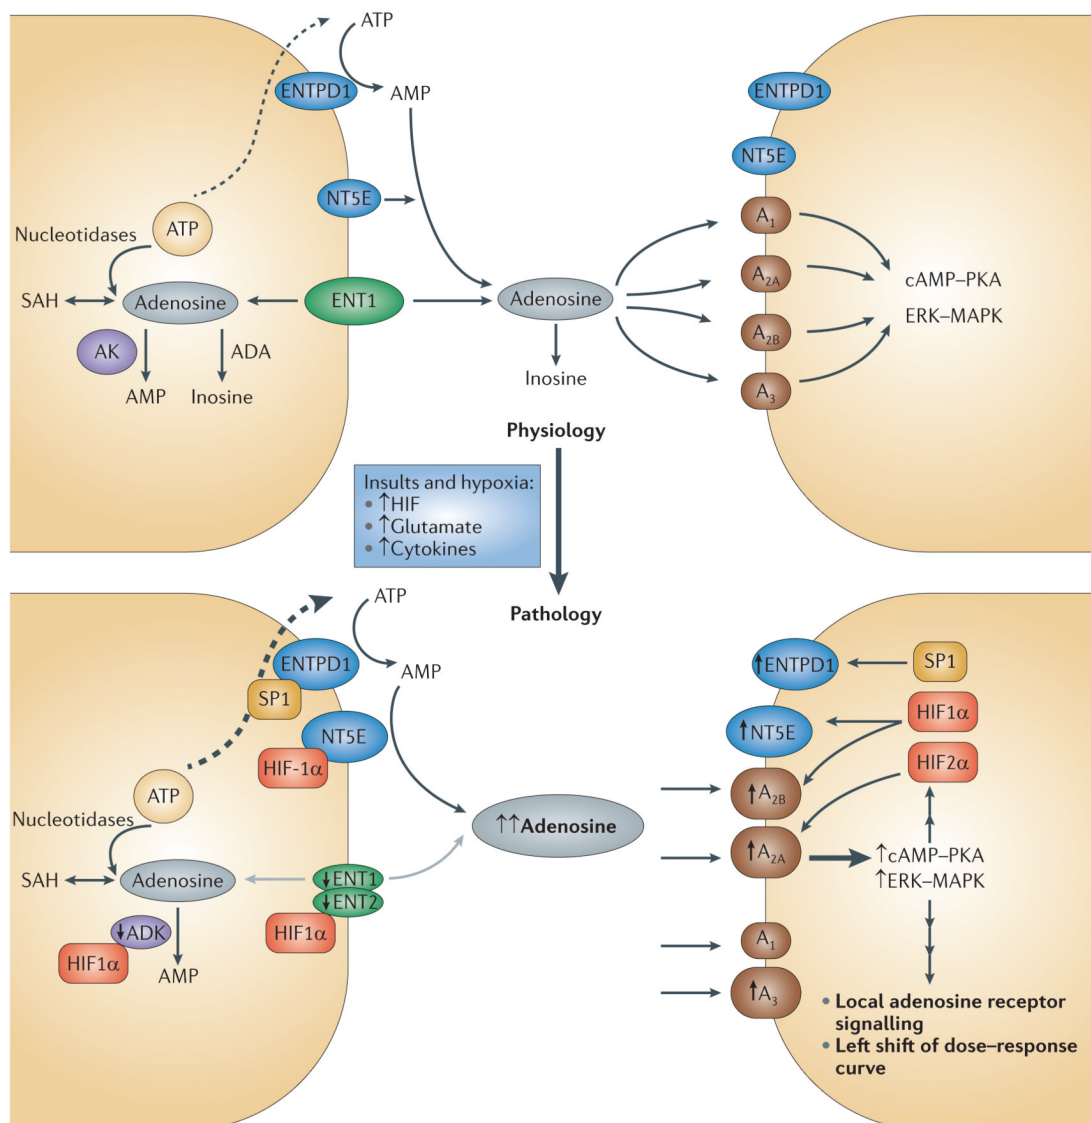 ATP
ENTPD1
AMP
NT5E
ATP
Nucleotidases
SAH
Adenosine
ENT1
AK
ADA
AMP
Inosine
Adenosine
Inosine
ENTPD1
NT5E
A1
A2A
A2B
A3
cAMP–PKA
ERK–MAPK
Physiology
Insults and hypoxia:
• ↑HIF
• ↑Glutamate
• ↑Cytokines
Pathology
ATP
ENTPD1
AMP
SP1
NT5E
HIF-1α
ATP
Nucleotidases
SAH
Adenosine
↓ENT1
↓ENT2
HIF1α
↓ADK
HIF1α
AMP
↑↑Adenosine
↑ENTPD1
SP1
↑NT5E
HIF1α
HIF2α
↑A2B
↑A2A
↑cAMP–PKA
↑ERK–MAPK
A1
↑A3
• Local adenosine receptor
signalling
• Left shift of dose–response
curve